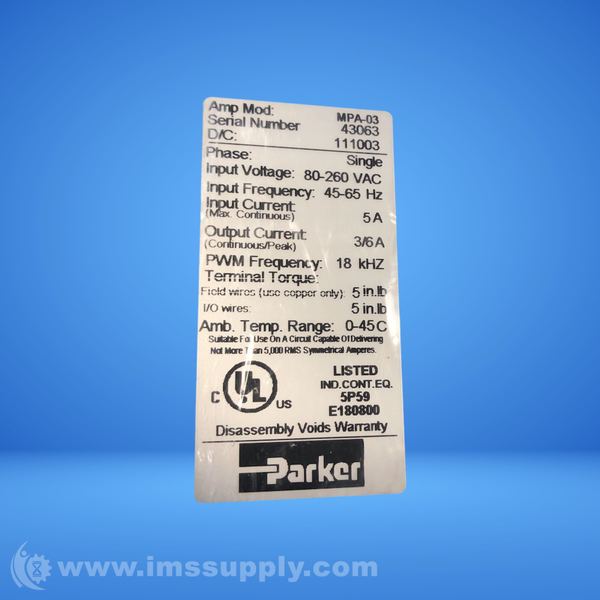 Amp Mod: MPA-03
Serial Number 43063
D/C: 111003
Phase: Single
Input Voltage: 80-260 VAC
Input Frequency: 45-65 Hz
Input Current: 5 A
(Max. Continuous)
Output Current: 3/6 A
(Continuous/Peak)
PWM Frequency: 18 kHZ
Terminal Torque:
Field wires (use copper only): 5 in.lb
I/O wires: 5 in.lb
Amb. Temp. Range: 0-45 C
Suitable For Use On A Circuit Capable Of Delivering
Not More Than 5,000 RMS Symmetrical Amperes.
C UL US
LISTED
IND.CONT.EQ.
5P59
E180800
Disassembly Voids Warranty
Parker
www.imssupply.com